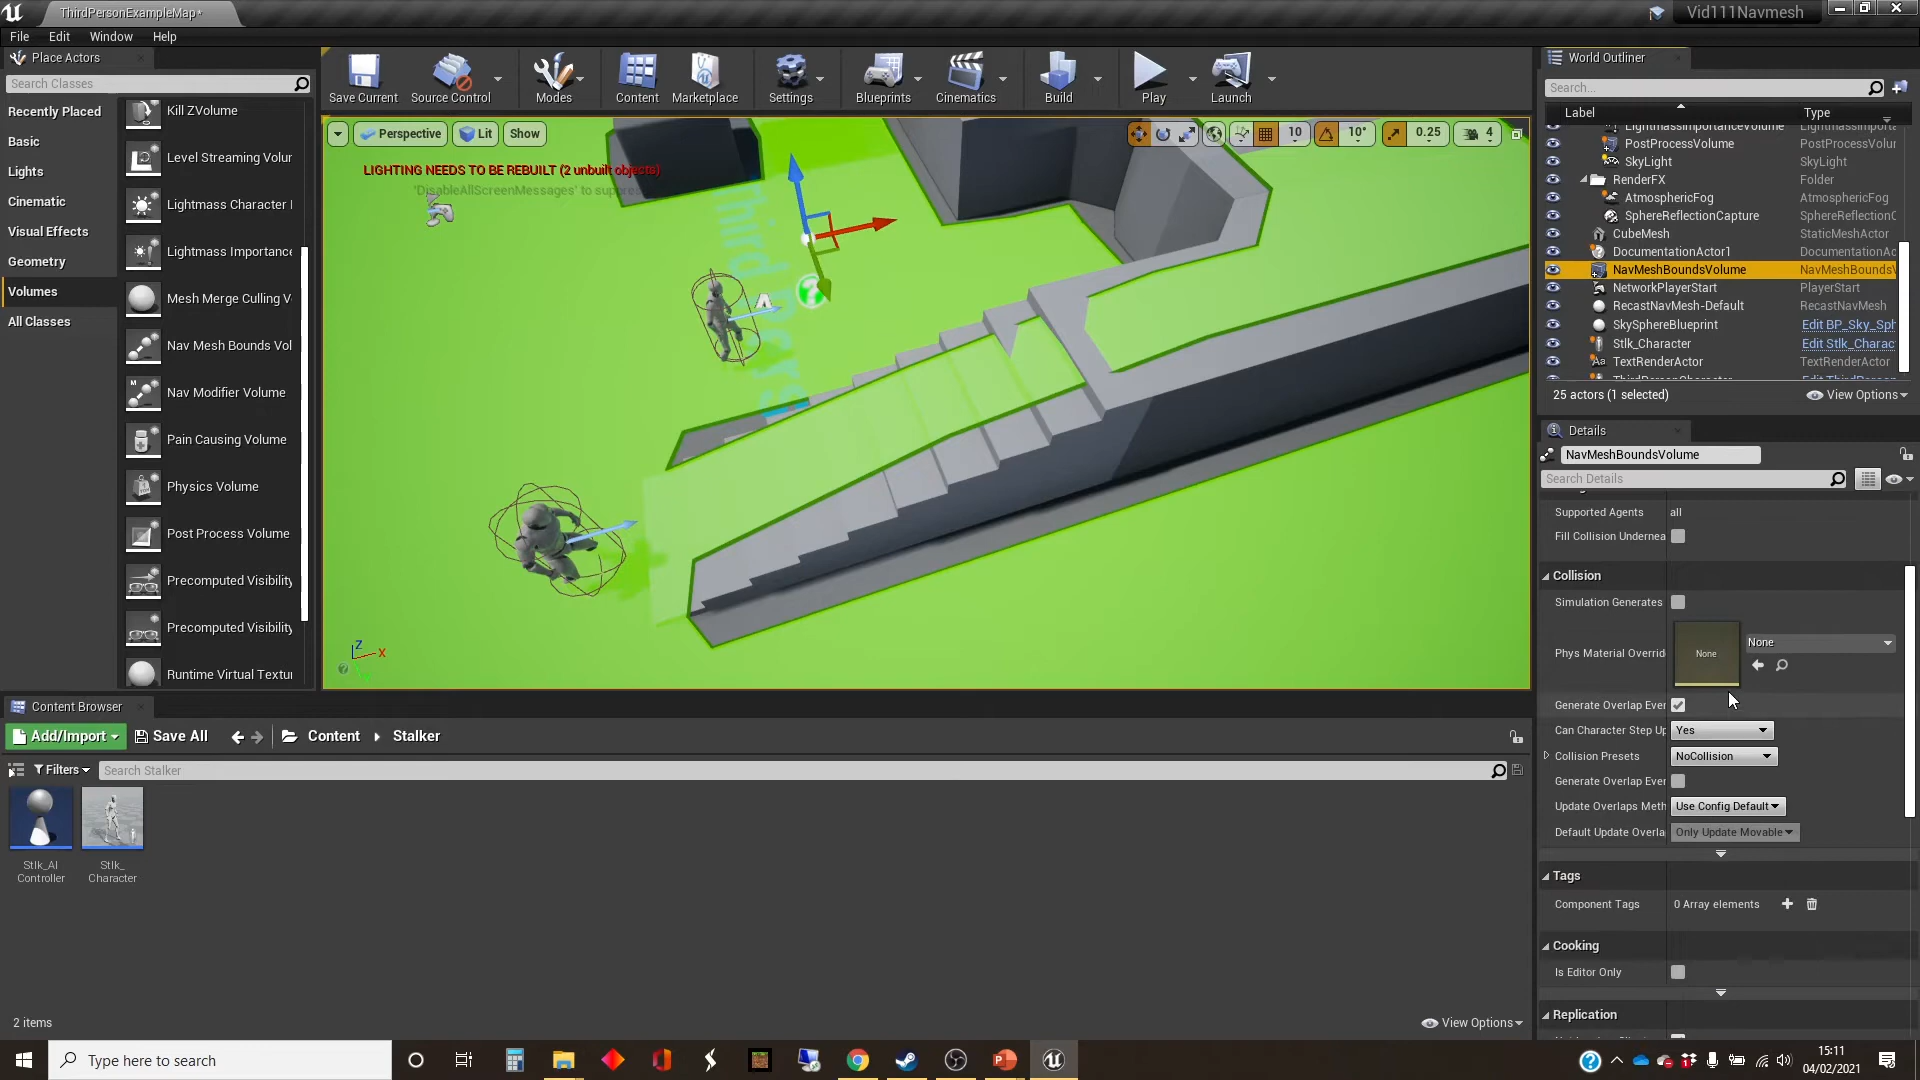 ThirdPersonExampleMap*
Vid111Navmesh
File Edit Window Help
Place Actors
Search Classes
Recently Placed
Basic
Lights
Cinematic
Visual Effects
Geometry
Volumes
All Classes
Kill ZVolume
Level Streaming Volur
Lightmass Character I
Lightmass Importance
Mesh Merge Culling V
Nav Mesh Bounds Vol
Nav Modifier Volume
Pain Causing Volume
Physics Volume
Post Process Volume
Precomputed Visibility
Precomputed Visibility
Runtime Virtual Textur
Save Current
Source Control
Modes
Content
Marketplace
Settings
Blueprints
Cinematics
Build
Play
Launch
Perspective
Lit
Show
10
10°
0.25
4
LIGHTING NEEDS TO BE REBUILT (2 unbuilt objects)
'DisableAllScreenMessages' to suppres
Third Perso
Z
X
World Outliner
Search...
Label Type
LightmassImportanceVolume LightmassImporta
PostProcessVolume PostProcessVolur
SkyLight SkyLight
RenderFX Folder
AtmosphericFog AtmosphericFog
SphereReflectionCapture SphereReflectionC
CubeMesh StaticMeshActor
DocumentationActor1 DocumentationAc
NavMeshBoundsVolume NavMeshBoundsV
NetworkPlayerStart PlayerStart
RecastNavMesh-Default RecastNavMesh
SkySphereBlueprint Edit BP_Sky_Sph
Stlk_Character Edit Stlk_Charac
TextRenderActor TextRenderActor
ThirdPersonCharacter Edit ThirdPerson
25 actors (1 selected)
View Options
Details
NavMeshBoundsVolume
Search Details
Supported Agents all
Fill Collision Undernea
Collision
Simulation Generates
Phys Material Override
None
None
Generate Overlap Ever
Can Character Step Up Yes
Collision Presets NoCollision
Generate Overlap Ever
Update Overlaps Meth Use Config Default
Default Update Overla Only Update Movable
Tags
Component Tags 0 Array elements
Cooking
Is Editor Only
Replication
Content Browser
Add/Import
Save All
Content
Stalker
Filters
Search Stalker
Stlk_AI
Controller
Stlk_
Character
2 items
View Options
Type here to search
15:11
04/02/2021